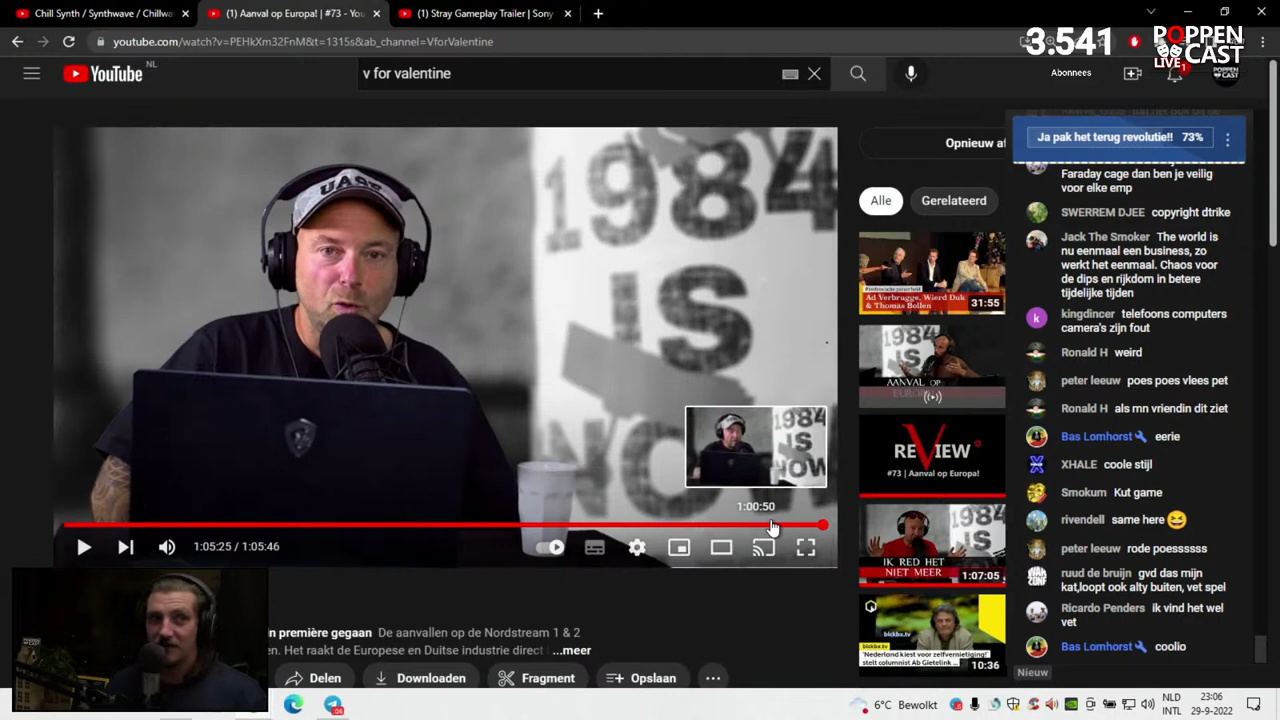 Chill Synth / Synthwave / Chillwa
(1) Aanval op Europa! | #73 - You
Stray Gameplay Trailer | Sony
youtube.com/watch?v=PEHkXm32FnM&t=1315s&ab_channel=VforValentine
3.541
Abonnees
POPPEN
LIVE CAST
YouTube NL
v for valentine
1
Ja pak het terug revolutie!! 73%
Faraday cage dan ben je veilig
voor elke emp
SWERREM DJEE copyright dtrike
Jack The Smoker The world is
nu eenmaal een business, zo
werkt het eenmaal. Chaos voor
de dips en rijkdom in betere
tijdelijke tijden
kingdincer telefoons computers
camera's zijn fout
Ronald H weird
peter leeuw poes poes vlees pet
Ronald H als mn vriendin dit ziet
Bas Lomhorst eerie
XHALE coole stijl
Smokum Kut game
rivendell same here
peter leeuw rode poesssss
ruud de bruijn gvd das mijn
kat,loopt ook alty buiten, vet spel
Ricardo Penders ik vind het wel
vet
Bas Lomhorst coolio
Nieuw
Opnieuw af
Alle
Gerelateerd
Ad Verbrugge, Wierd Duk
& Thomas Bollen
31:55
1984
AANVAL OP
EUROPA!
REVIEW
#73 | Aanval op Europa!
IK RED HET
NIET MEER
1:07:05
blckbx.tv
'Nederland kiest voor zelfvernietiging!'
stelt columnist Ab Gietelink
10:36
1984
IS
NOW
1984
IS
NOW
1:00:50
1:05:25 / 1:05:46
POPPEN
CAST
in première gegaan De aanvallen op de Nordstream 1 & 2
en. Het raakt de Europese en Duitse industrie direct i ...meer
Delen
Downloaden
Fragment
Opslaan
6°C Bewolkt
NLD
INTL
23:06
29-9-2022